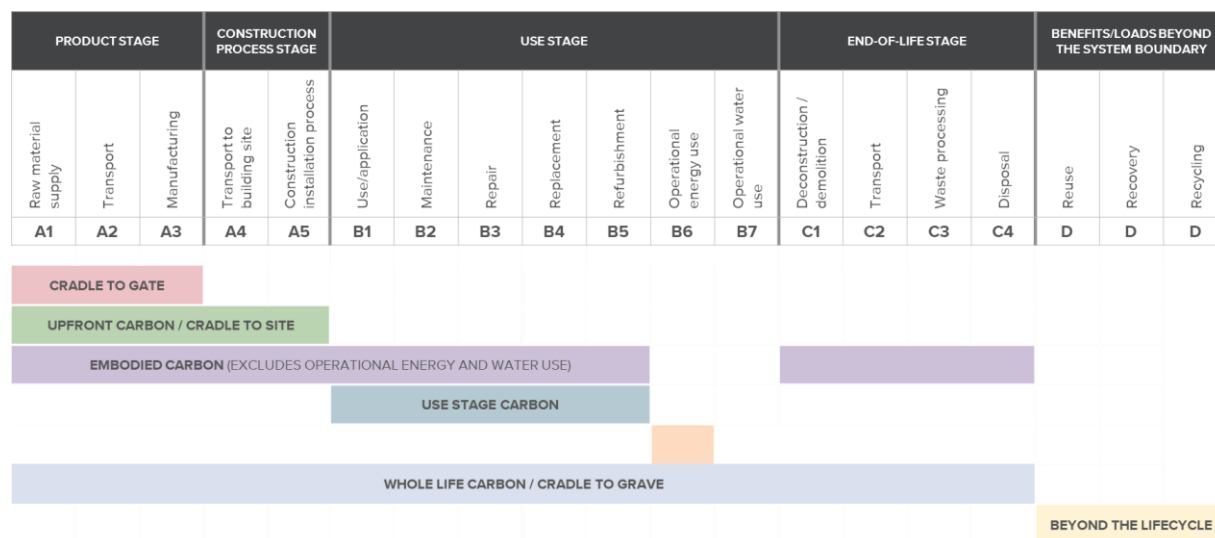 PRODUCT STAGE
CONSTRUCTION
PROCESS STAGE
USE STAGE
END-OF-LIFE STAGE
BENEFITS/LOADS BEYOND
THE SYSTEM BOUNDARY
Raw material
supply
Transport
Manufacturing
Transport to
building site
Construction
installation process
Use/application
Maintenance
Repair
Replacement
Refurbishment
Operational
energy use
Operational water
use
Deconstruction /
demolition
Transport
Waste processing
Disposal
Reuse
Recovery
Recycling
A1 A2 A3 A4 A5 B1 B2 B3 B4 B5 B6 B7 C1 C2 C3 C4 D D D
CRADLE TO GATE
UPFRONT CARBON / CRADLE TO SITE
EMBODIED CARBON (EXCLUDES OPERATIONAL ENERGY AND WATER USE)
USE STAGE CARBON
WHOLE LIFE CARBON / CRADLE TO GRAVE
BEYOND THE LIFECYCLE